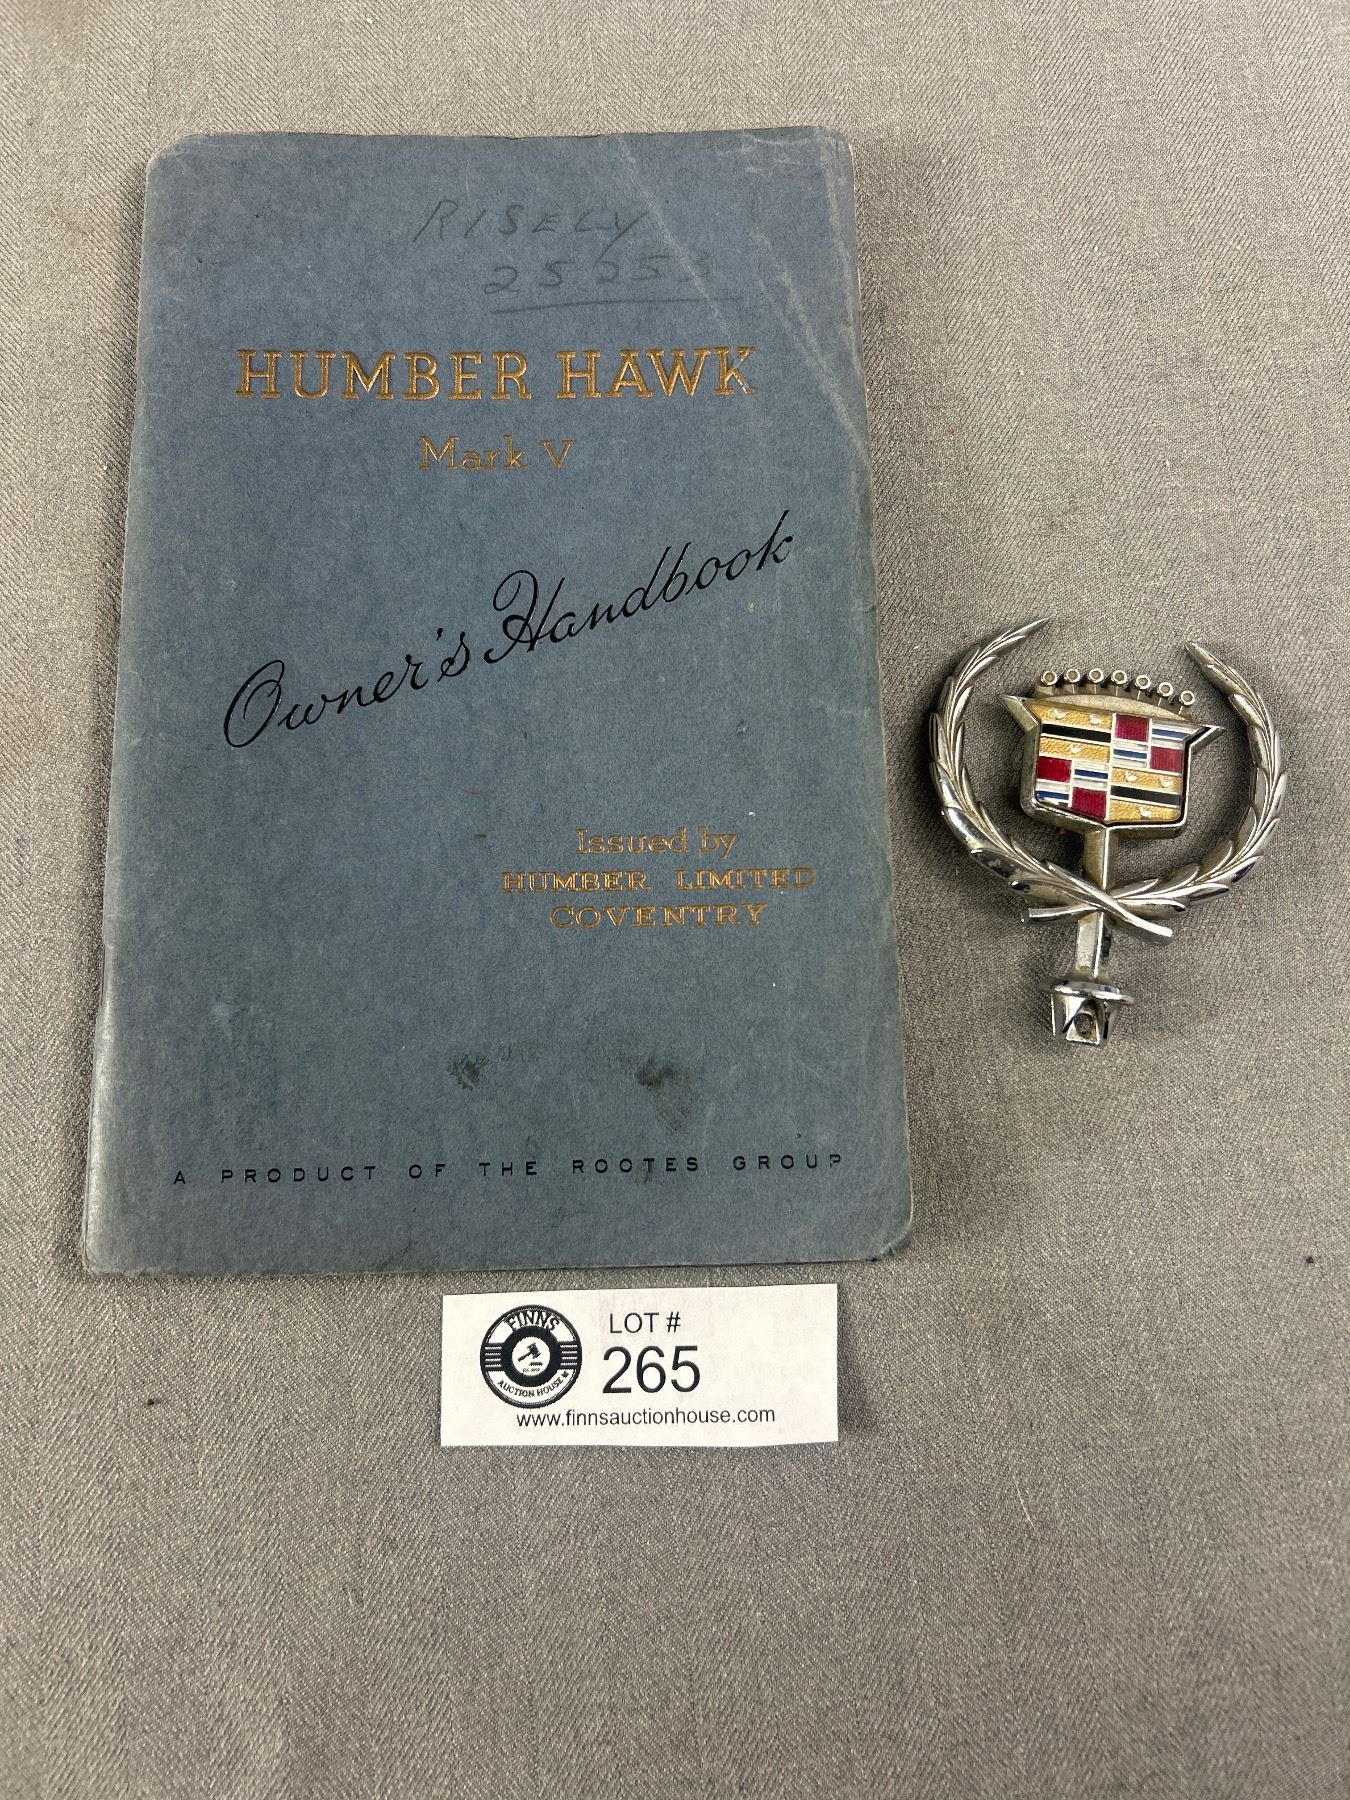 RISELY
25253
HUMBER HAWK
Mark V
Owner's Handbook
Issued by
HUMBER LIMITED
COVENTRY
A PRODUCT OF THE ROOTES GROUP
FINNS
AUCTION HOUSE
LOT #
265
www.finnsauctionhouse.com